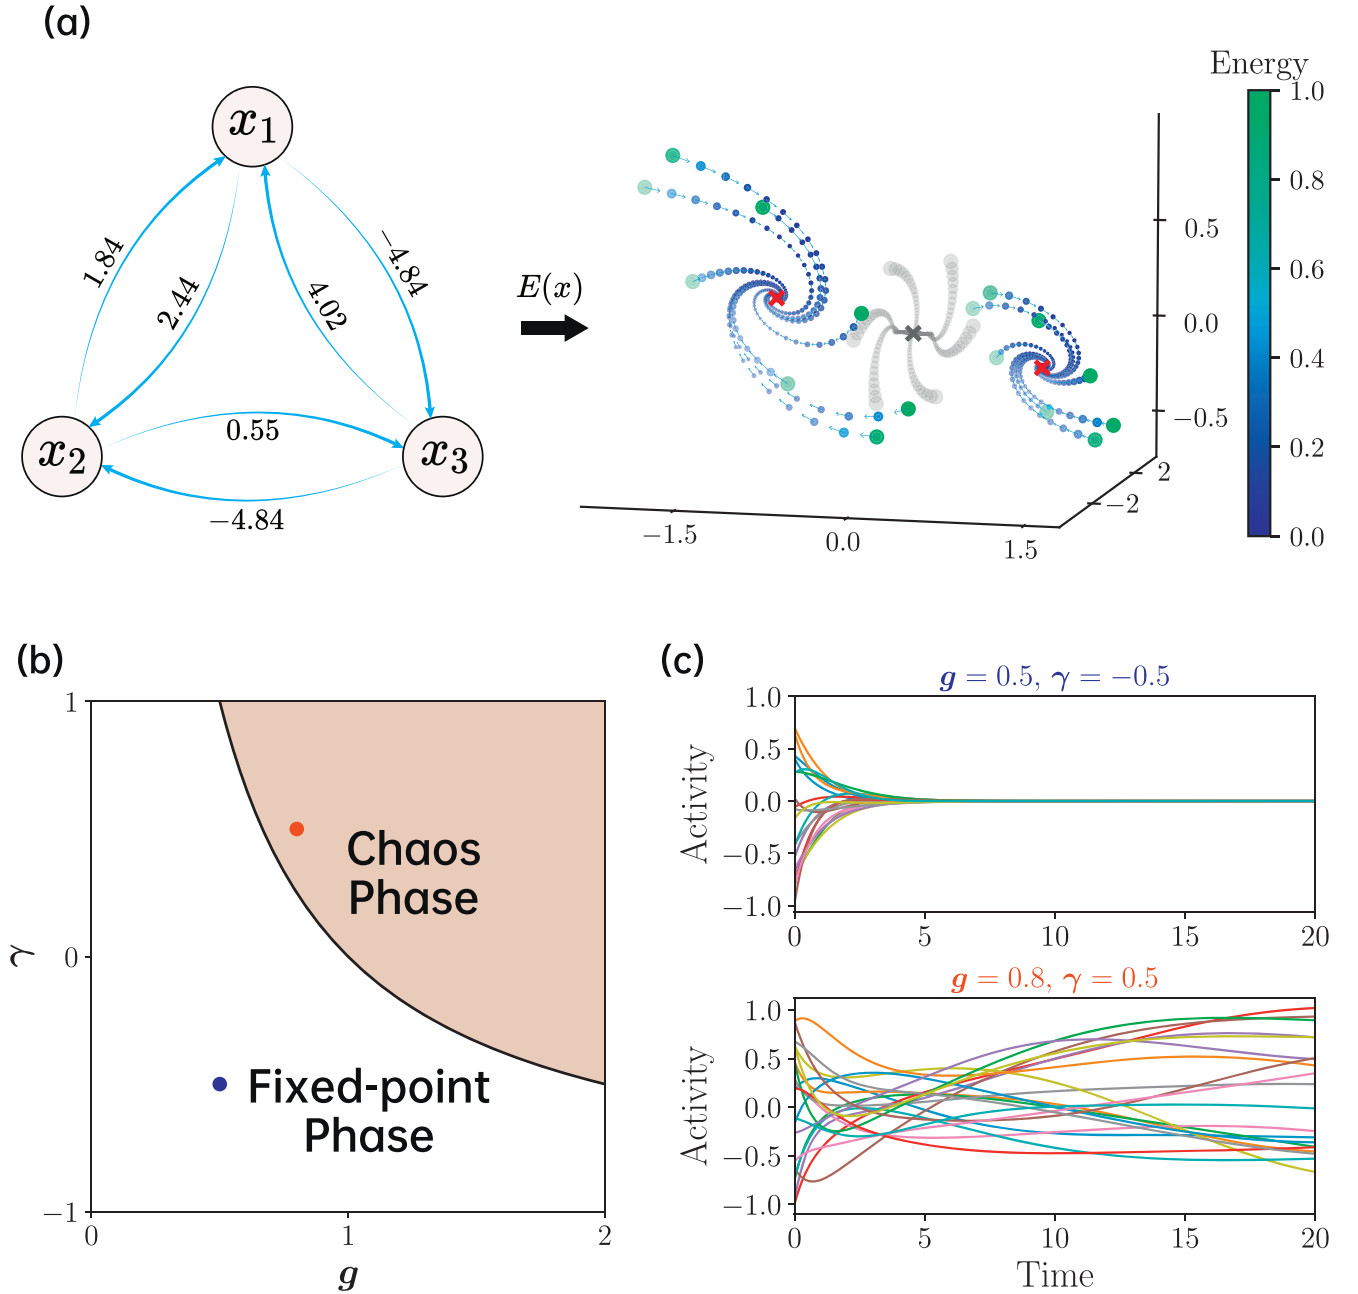 (a)
x1
x2
x3
1.84
2.44
4.02
−4.84
0.55
−4.84
E(x)
Energy
1.0
0.8
0.6
0.4
0.2
0.0
0.5
0.0
−0.5
2
−2
−1.5
0.0
1.5
(b)
1
0
−1
γ
0
1
2
g
Chaos
Phase
Fixed-point
Phase
(c)
g = 0.5, γ = −0.5
1.0
0.5
0.0
−0.5
−1.0
Activity
0
5
10
15
20
g = 0.8, γ = 0.5
1.0
0.5
0.0
−0.5
−1.0
Activity
0
5
10
15
20
Time